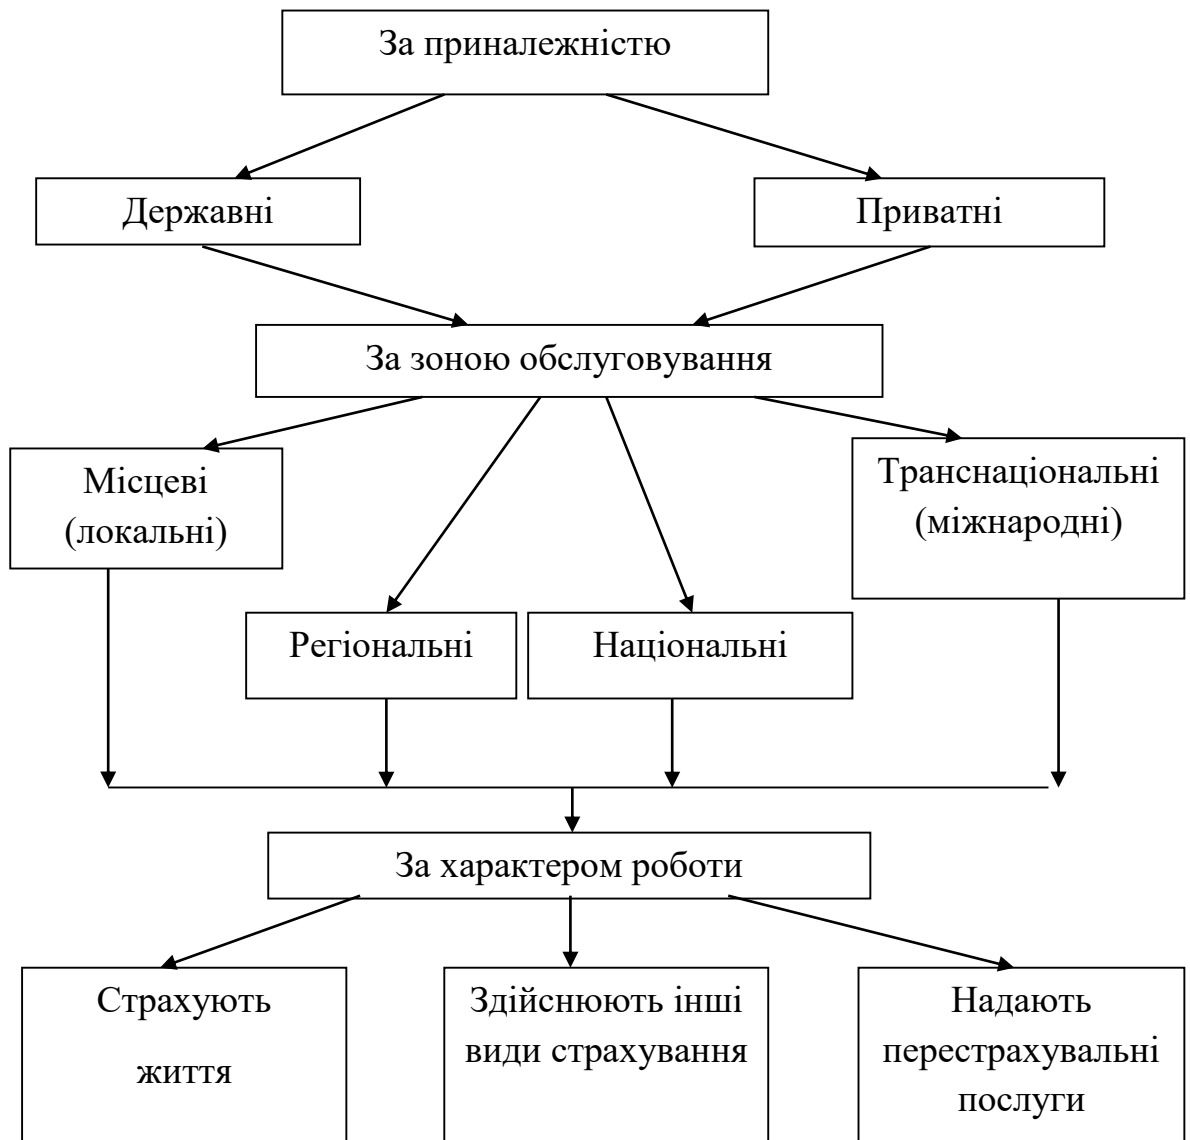 За приналежністю
Державні
Приватні
За зоною обслуговування
Місцеві
(локальні)
Транснаціональні
(міжнародні)
Регіональні
Національні
За характером роботи
Страхують
життя
Здійснюють інші
види страхування
Надають
перестрахувальні
послуги